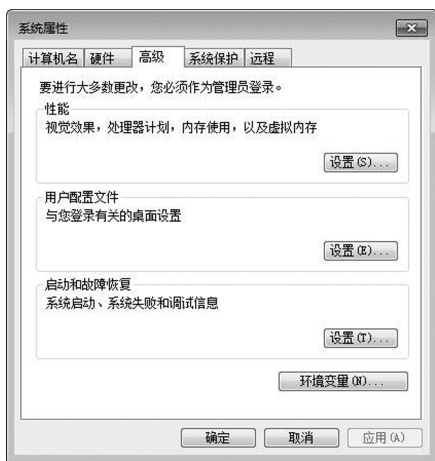 系统属性
计算机名 硬件 高级 系统保护 远程
要进行大多数更改，您必须作为管理员登录。
性能
视觉效果，处理器计划，内存使用，以及虚拟内存
设置(S)...
用户配置文件
与您登录有关的桌面设置
设置(E)...
启动和故障恢复
系统启动、系统失败和调试信息
设置(T)...
环境变量(N)...
确定 取消 应用(A)